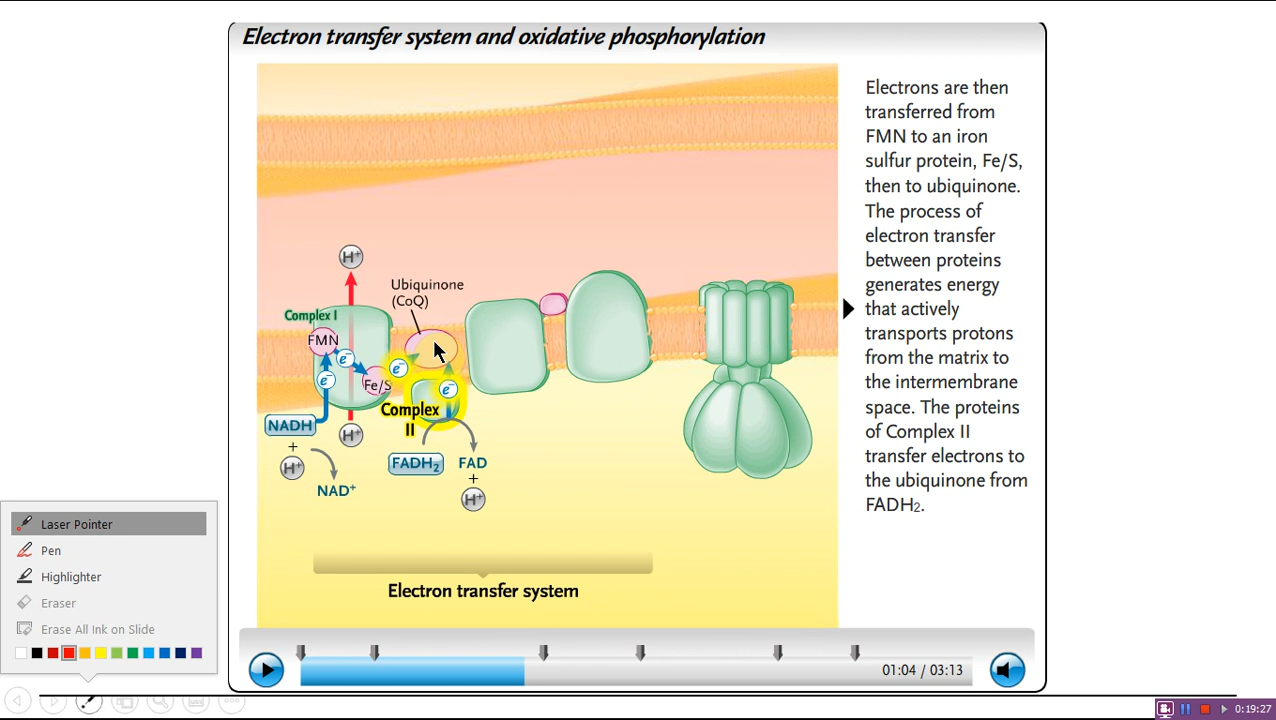 Electron transfer system and oxidative phosphorylation
Electrons are then
transferred from
FMN to an iron
sulfur protein, Fe/S,
then to ubiquinone.
The process of
electron transfer
between proteins
generates energy
that actively
transports protons
from the matrix to
the intermembrane
space. The proteins
of Complex II
transfer electrons to
the ubiquinone from
FADH₂.
H⁺
Ubiquinone
(CoQ)
Complex I
FMN
e⁻
e⁻
Fe/S
e⁻
e⁻
Complex
II
NADH
+
H⁺
H⁺
NAD⁺
FADH₂
FAD
+
H⁺
Electron transfer system
Laser Pointer
Pen
Highlighter
Eraser
Erase All Ink on Slide
01:04 / 03:13
0:19:27